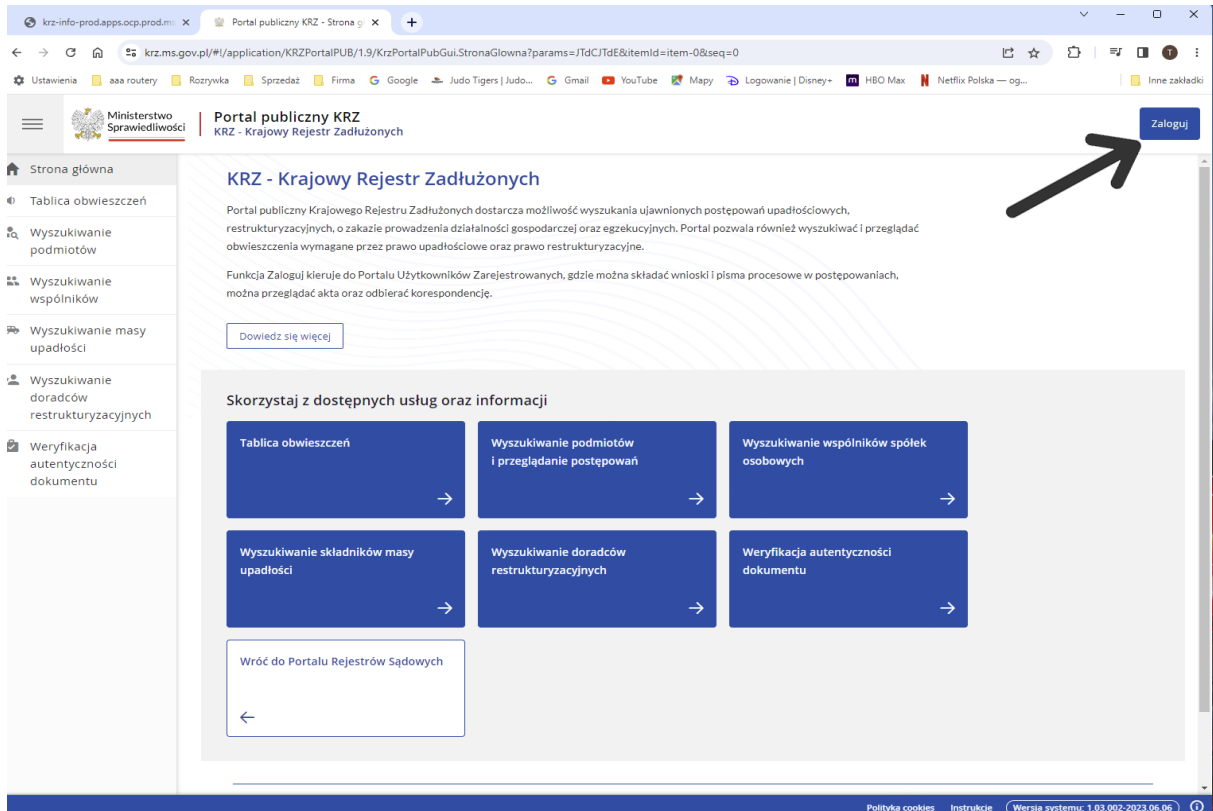 krz-info-prod.apps.ocp.prod.ms
Portal publiczny KRZ - Strona g
krz.ms.gov.pl/#!/application/KRZPortalPUB/1.9/KrzPortalPubGui.StronaGlowna?params=JTdCJTdE&itemId=item-0&seq=0
T
Ustawienia aaa routery Rozrywka Sprzedaż Firma Google Judo Tigers | Judo... Gmail YouTube Mapy Logowanie | Disney+ HBO Max Netflix Polska — og... Inne zakładki
Ministerstwo
Sprawiedliwości
Portal publiczny KRZ
KRZ - Krajowy Rejestr Zadłużonych
Zaloguj
Strona główna
Tablica obwieszczeń
Wyszukiwanie
podmiotów
Wyszukiwanie
wspólników
Wyszukiwanie masy
upadłości
Wyszukiwanie
doradców
restrukturyzacyjnych
Weryfikacja
autentyczności
dokumentu
KRZ - Krajowy Rejestr Zadłużonych
Portal publiczny Krajowego Rejestru Zadłużonych dostarcza możliwość wyszukania ujawnionych postępowań upadłościowych,
restrukturyzacyjnych, o zakazie prowadzenia działalności gospodarczej oraz egzekucyjnych. Portal pozwala również wyszukiwać i przeglądać
obwieszczenia wymagane przez prawo upadłościowe oraz prawo restrukturyzacyjne.
Funkcja Zaloguj kieruje do Portalu Użytkowników Zarejestrowanych, gdzie można składać wnioski i pisma procesowe w postępowaniach,
można przeglądać akta oraz odbierać korespondencję.
Dowiedz się więcej
Skorzystaj z dostępnych usług oraz informacji
Tablica obwieszczeń
Wyszukiwanie podmiotów
i przeglądanie postępowań
Wyszukiwanie wspólników spółek
osobowych
Wyszukiwanie składników masy
upadłości
Wyszukiwanie doradców
restrukturyzacyjnych
Weryfikacja autentyczności
dokumentu
Wróć do Portalu Rejestrów Sądowych
Polityka cookies Instrukcje Wersja systemu: 1.03.002-2023.06.06